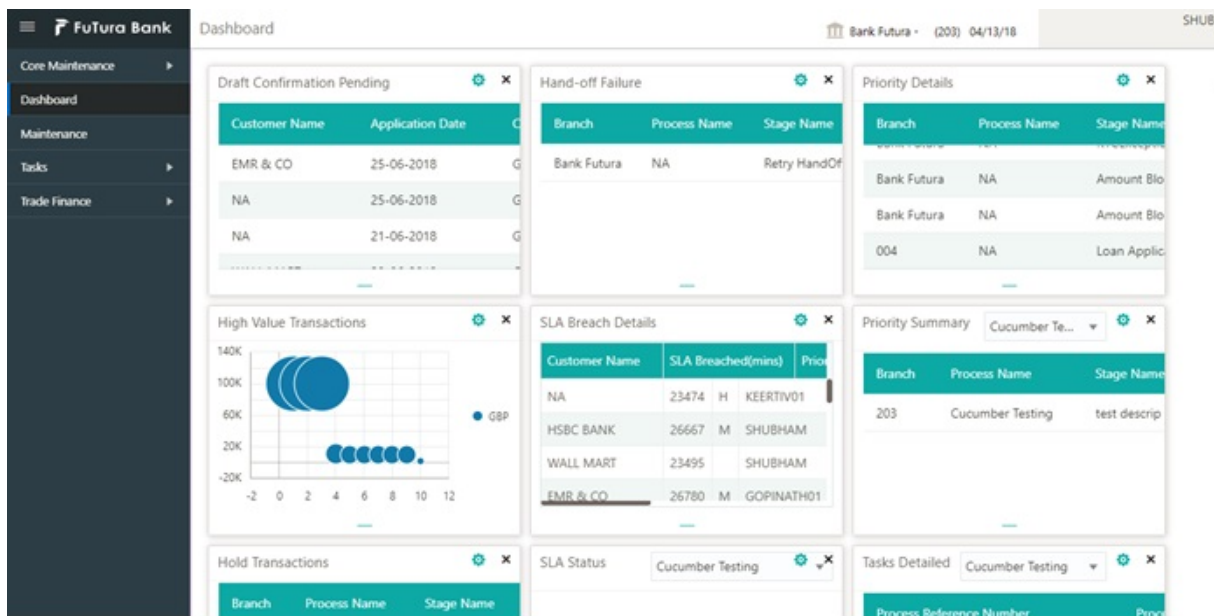 FuTura Bank
Dashboard
Bank Futura - (203) 04/13/18
SHUB
Core Maintenance
Dashboard
Maintenance
Tasks
Trade Finance
Draft Confirmation Pending
Customer Name Application Date C
EMR & CO 25-06-2018 G
NA 25-06-2018 G
NA 21-06-2018 G
Hand-off Failure
Branch Process Name Stage Name
Bank Futura NA Retry HandOf
Priority Details
Branch Process Name Stage Name
Bank Futura NA Amount Blo
Bank Futura NA Amount Blo
004 NA Loan Applic
High Value Transactions
140K
100K
60K
20K
-20K
-2 0 2 4 6 8 10 12
GBP
SLA Breach Details
Customer Name SLA Breached(mins) Prior
NA 23474 H KEERTIV01
HSBC BANK 26667 M SHUBHAM
WALL MART 23495 SHUBHAM
EMR & CO 26780 M GOPINATH01
Priority Summary Cucumber Te...
Branch Process Name Stage Name
203 Cucumber Testing test descrip
Hold Transactions
Branch Process Name Stage Name
SLA Status Cucumber Testing
Tasks Detailed Cucumber Testing
Process Reference Number Proce